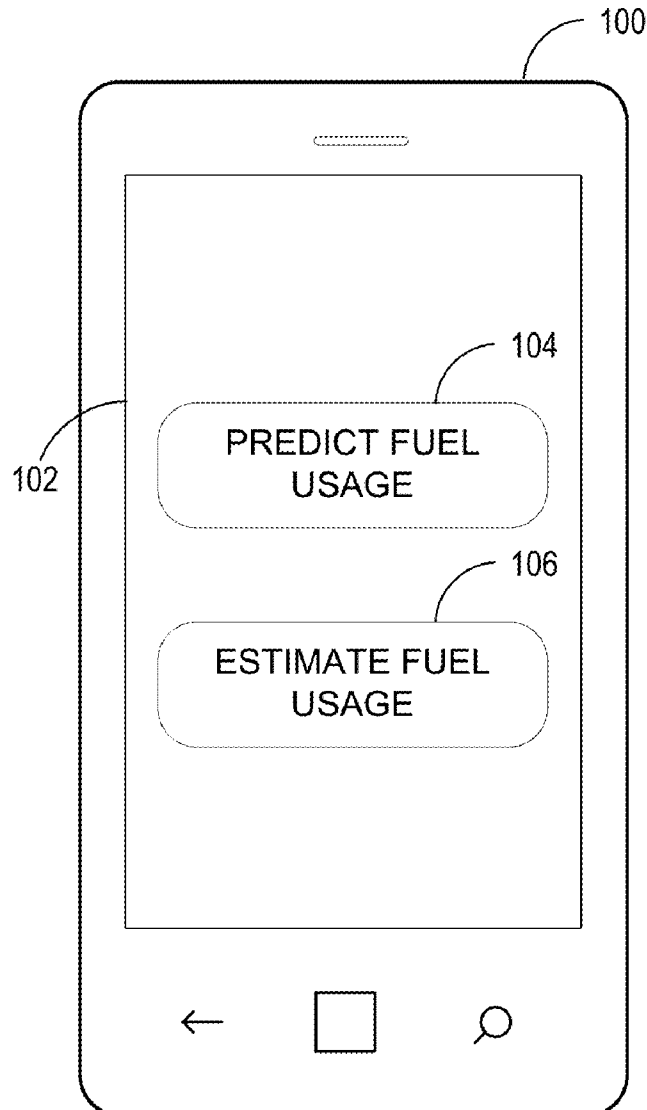 100
104
PREDICT FUEL
USAGE
102
106
ESTIMATE FUEL
USAGE